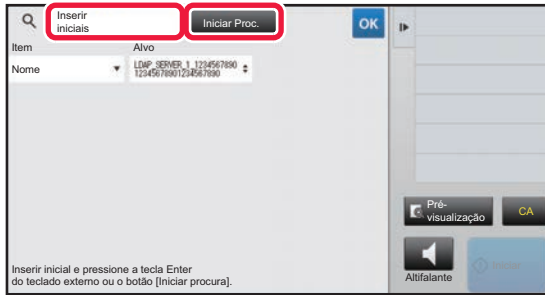 Inserir
iniciais
Iniciar Proc.
OK
Item
Alvo
Nome
LDAP_SERVER_1_1234567890
12345678901234567890
Pré-
visualização
CA
Altifalante
Inserir inicial e pressione a tecla Enter
do teclado externo ou o botão [Iniciar procura].